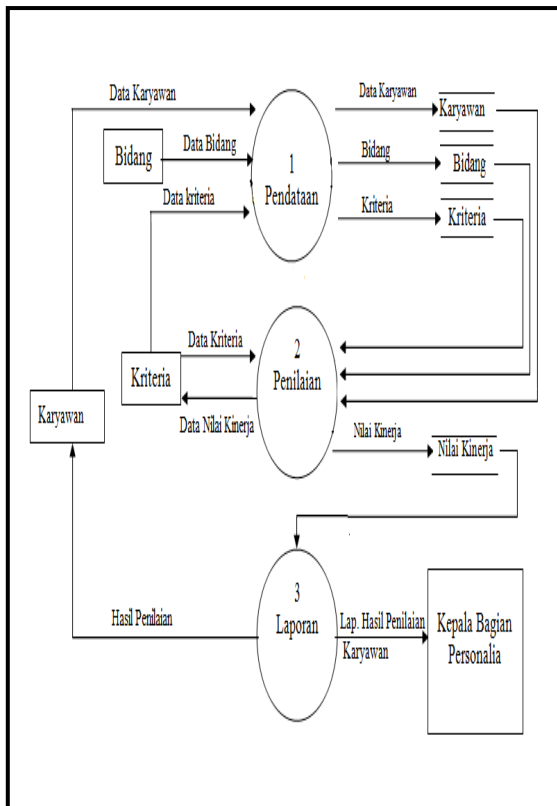 Data Karyawan
Data Karyawan
Karyawan
Bidang
Data Bidang
1
Pendataan
Bidang
Bidang
Data kriteria
Kriteria
Kriteria
Data Kriteria
2
Penilaian
Kriteria
Karyawan
Data Nilai Kinerja
Nilai Kinerja
Nilai Kinerja
3
Laporan
Hasil Penilaian
Lap. Hasil Penilaian
Karyawan
Kepala Bagian
Personalia